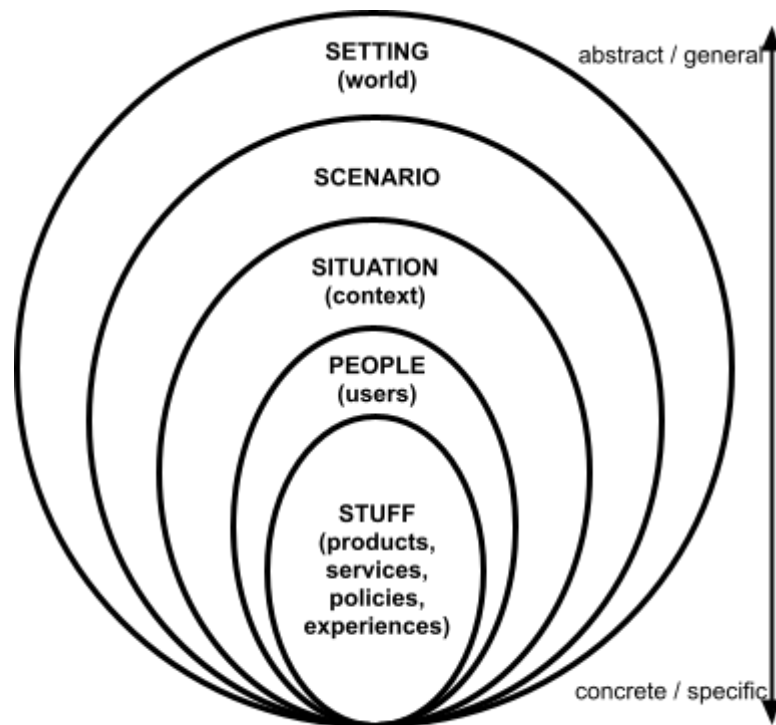 SETTING
(world)
abstract / general
SCENARIO
SITUATION
(context)
PEOPLE
(users)
STUFF
(products,
services,
policies,
experiences)
concrete / specific